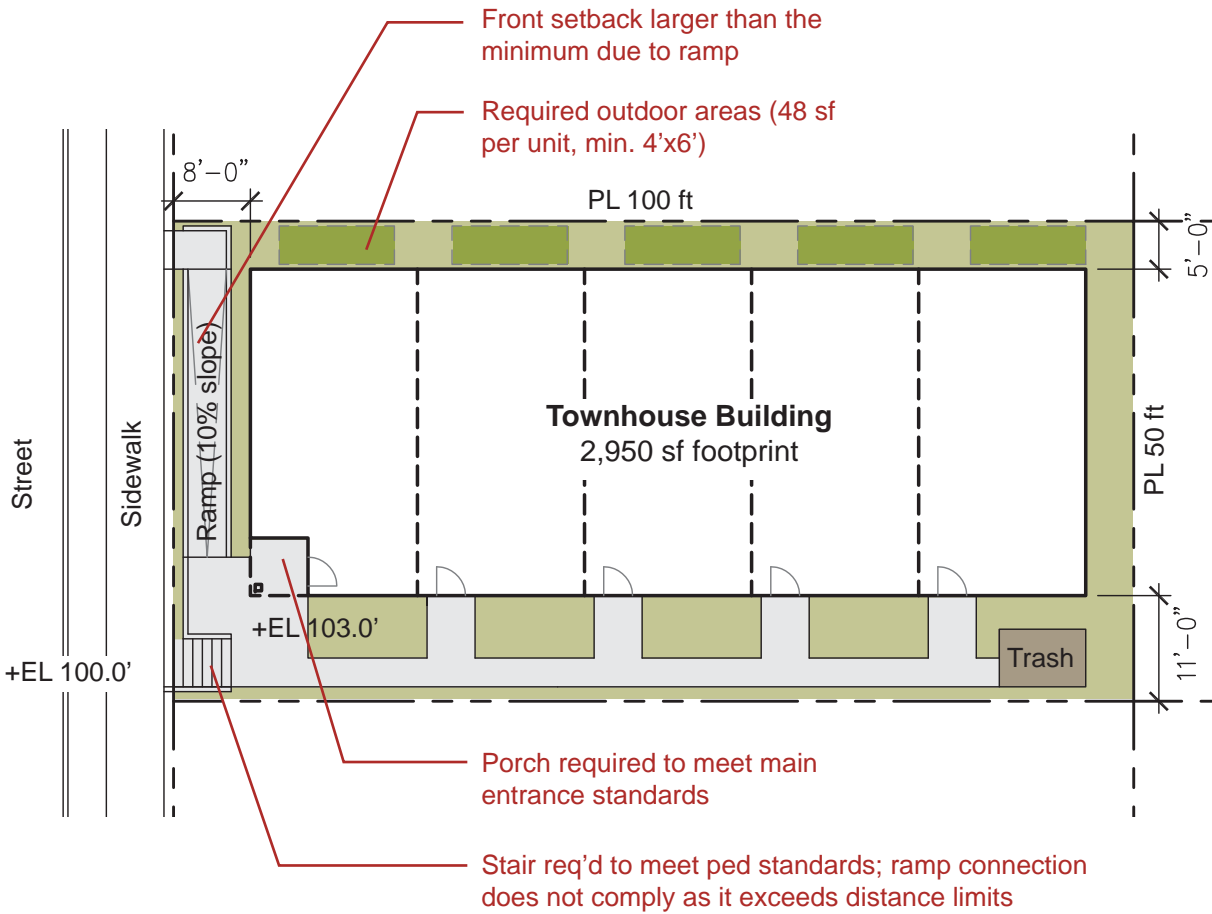 Front setback larger than the
minimum due to ramp
Required outdoor areas (48 sf
per unit, min. 4’x6’)
8’-0”
PL 100 ft
5’-0”
Ramp (10% slope)
Townhouse Building
2,950 sf footprint
PL 50 ft
Street
Sidewalk
+EL 103.0’
+EL 100.0’
Trash
11’-0”
Porch required to meet main
entrance standards
Stair req’d to meet ped standards; ramp connection
does not comply as it exceeds distance limits